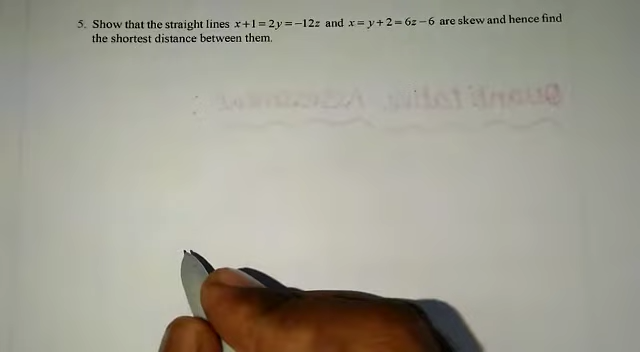 5. Show that the straight lines x+1=2y=−12z and x=y+2=6z−6 are skew and hence find
the shortest distance between them.